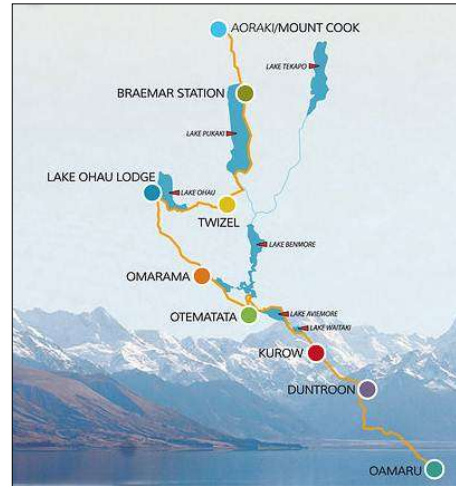 AORAKI/MOUNT COOK
LAKE TEKAPO
BRAEMAR STATION
LAKE PUKAKI
LAKE OHAU LODGE
LAKE OHAU
TWIZEL
LAKE BENMORE
OMARAMA
OTEMATATA
LAKE AVIEMORE
LAKE WAITAKI
KUROW
DUNTROON
OAMARU